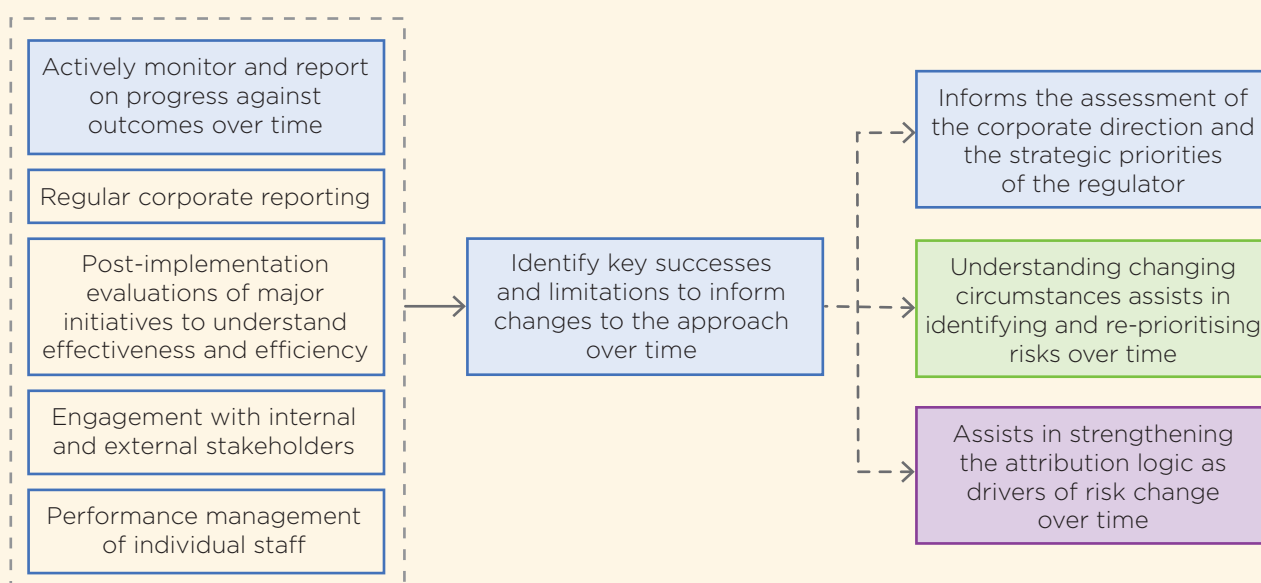 Actively monitor and report
on progress against
outcomes over time
Regular corporate reporting
Post-implementation
evaluations of major
initiatives to understand
effectiveness and efficiency
Engagement with internal
and external stakeholders
Performance management
of individual staff
Identify key successes
and limitations to inform
changes to the approach
over time
Informs the assessment of
the corporate direction and
the strategic priorities
of the regulator
Understanding changing
circumstances assists in
identifying and re-prioritising
risks over time
Assists in strengthening
the attribution logic as
drivers of risk change
over time